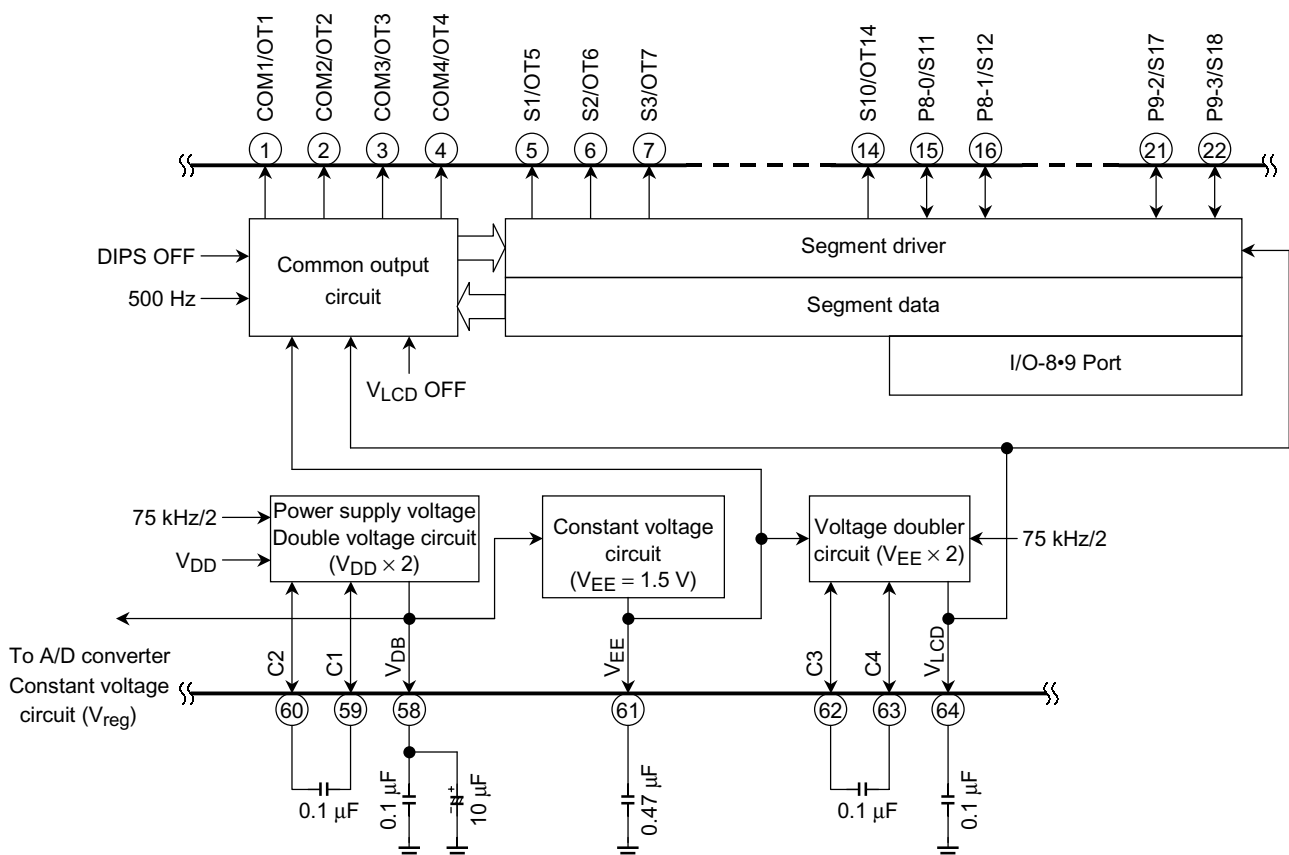 COM1/OT1
COM2/OT2
COM3/OT3
COM4/OT4
S1/OT5
S2/OT6
S3/OT7
S10/OT14
P8-0/S11
P8-1/S12
P9-2/S17
P9-3/S18
1
2
3
4
5
6
7
14
15
16
21
22
DIPS OFF
500 Hz
Common output
circuit
Segment driver
Segment data
I/O-8•9 Port
VLCD OFF
75 kHz/2
VDD
Power supply voltage
Double voltage circuit
(VDD × 2)
Constant voltage
circuit
(VEE = 1.5 V)
Voltage doubler
circuit (VEE × 2)
75 kHz/2
To A/D converter
Constant voltage
circuit (Vreg)
C2
C1
VDB
VEE
C3
C4
VLCD
60
59
58
61
62
63
64
0.1 μF
0.1 μF
+
-
10 μF
0.47 μF
0.1 μF
0.1 μF